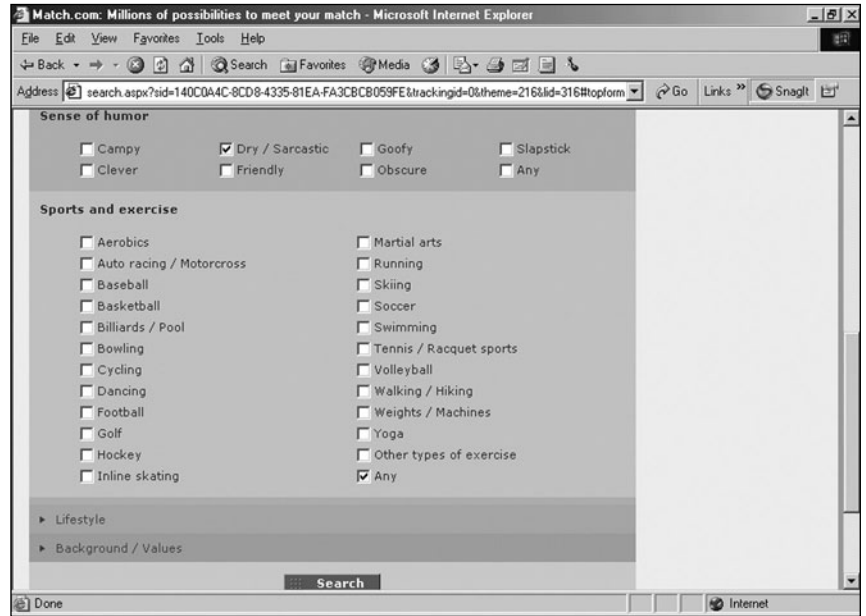 Match.com: Millions of possibilities to meet your match - Microsoft Internet Explorer
File Edit View Favorites Tools Help
Back Search Favorites Media
Address search.aspx?sid=140C0A4C-8CD8-4335-81EA-FA3CBCB059FE&trackingid=0&theme=216&lid=316#topform Go Links » SnagIt
Sense of humor
Campy Dry / Sarcastic Goofy Slapstick
Clever Friendly Obscure Any
Sports and exercise
Aerobics Martial arts
Auto racing / Motorcross Running
Baseball Skiing
Basketball Soccer
Billiards / Pool Swimming
Bowling Tennis / Racquet sports
Cycling Volleyball
Dancing Walking / Hiking
Football Weights / Machines
Golf Yoga
Hockey Other types of exercise
Inline skating Any
Lifestyle
Background / Values
Search
Done Internet